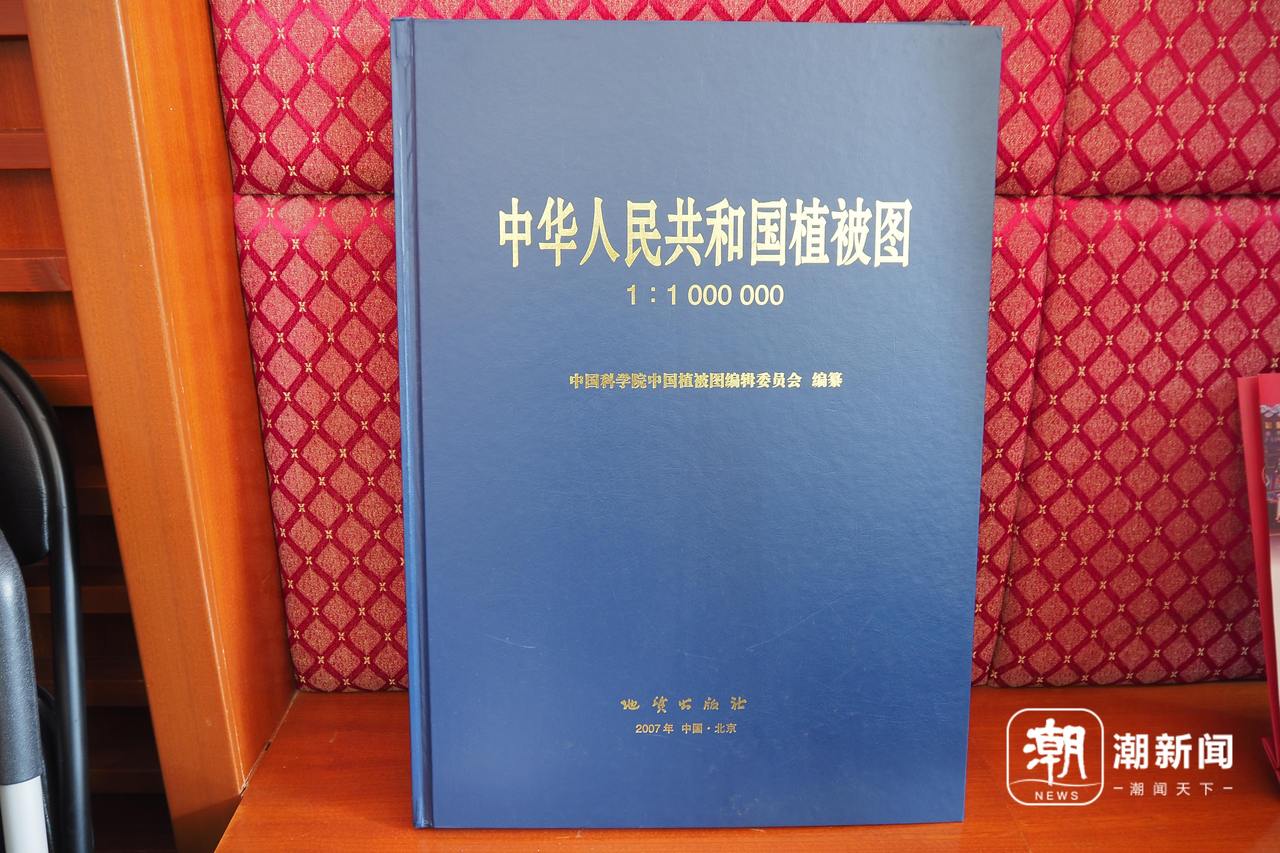 中华人民共和国植被图
1：1 000 000
中国科学院中国植被图编辑委员会 编纂
地质出版社
2007年 中国·北京
潮 NEWS
潮新闻
潮闻天下